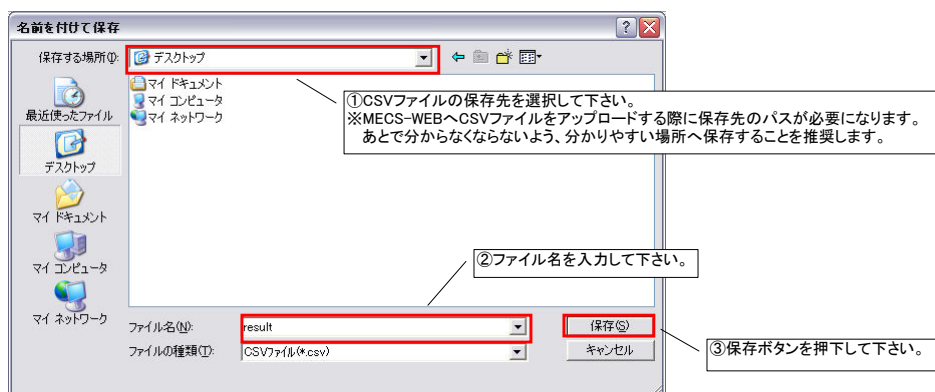 名前を付けて保存
保存する場所(I):
デスクトップ
マイ ドキュメント
マイ コンピュータ
マイ ネットワーク
最近使ったファイル
デスクトップ
マイ ドキュメント
マイ コンピュータ
マイ ネットワーク
①CSVファイルの保存先を選択して下さい。
※MECS-WEBへCSVファイルをアップロードする際に保存先のパスが必要になります。
あとで分からなくならないよう、分かりやすい場所へ保存することを推奨します。
②ファイル名を入力して下さい。
ファイル名(N):
result
保存(S)
ファイルの種類(T):
CSVファイル(*.csv)
キャンセル
③保存ボタンを押下して下さい。